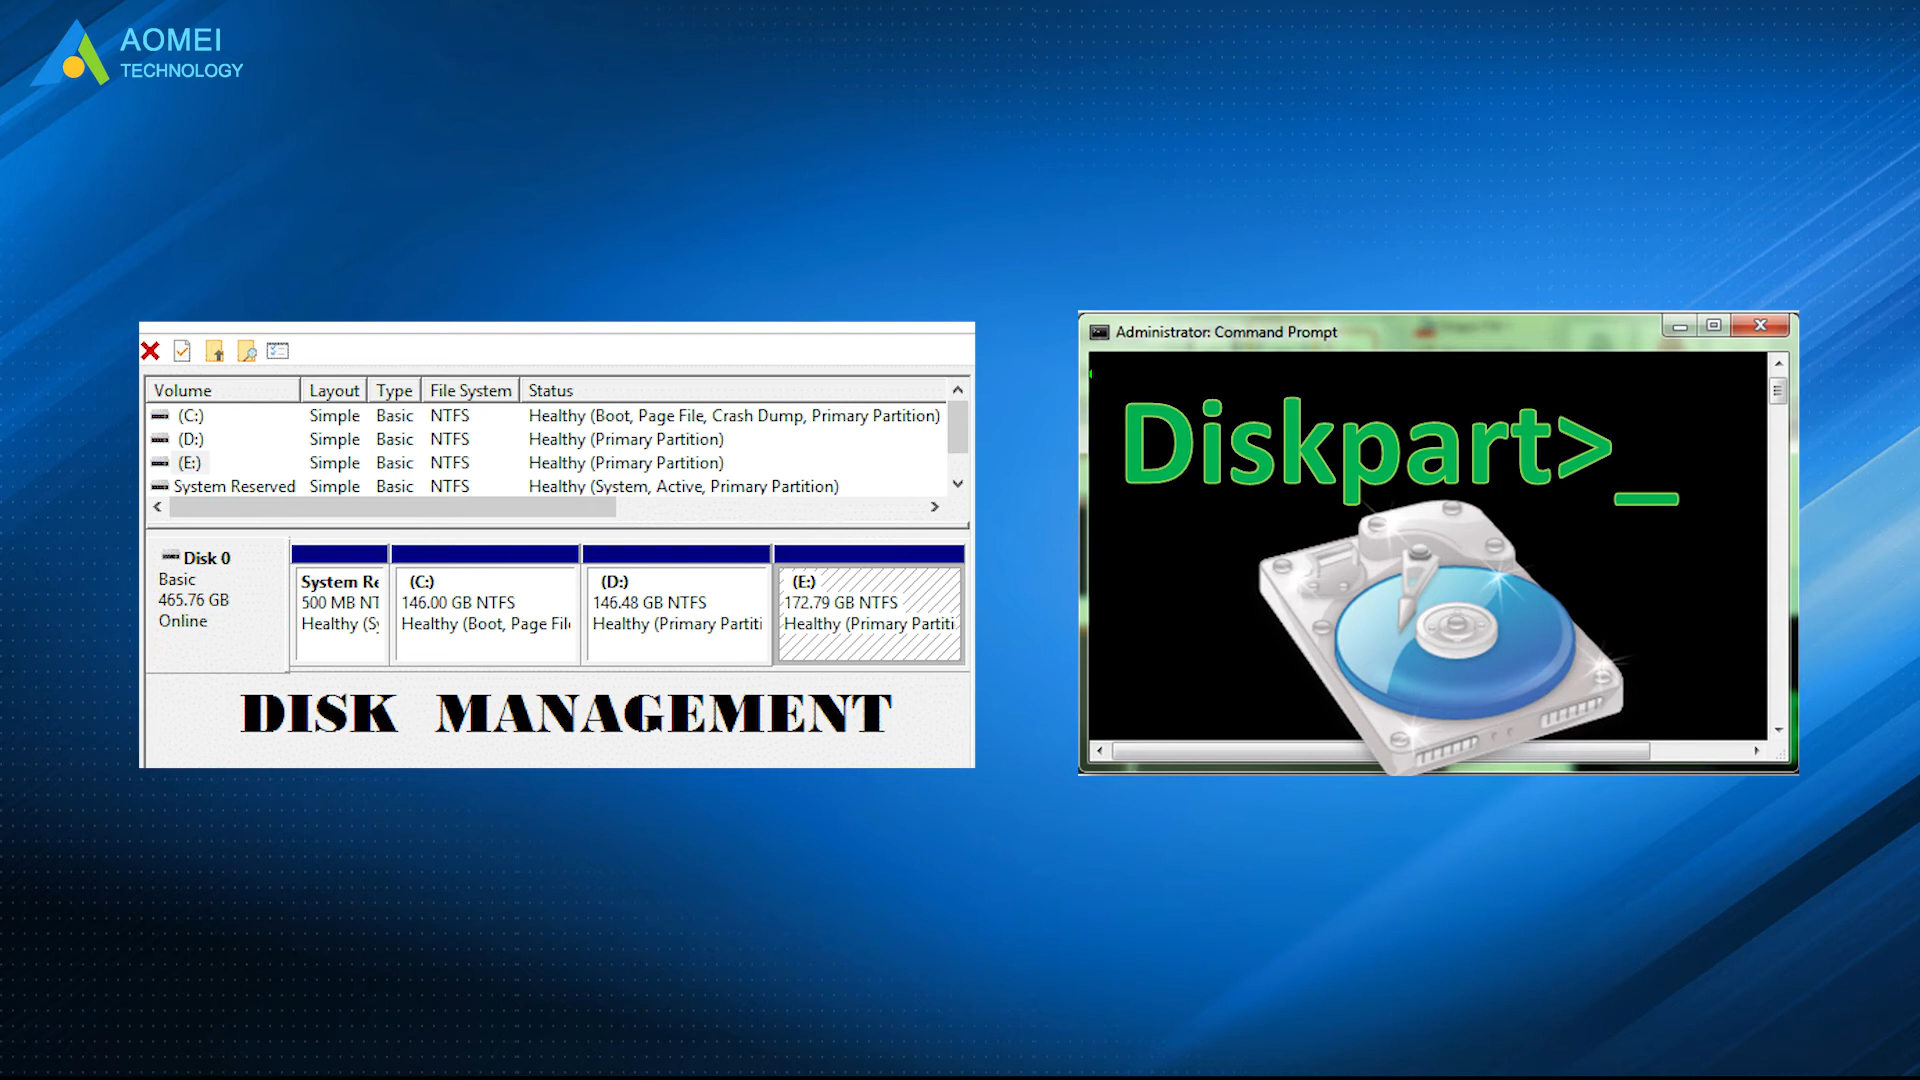 AOMEI
TECHNOLOGY
Volume Layout Type File System Status
(C:) Simple Basic NTFS Healthy (Boot, Page File, Crash Dump, Primary Partition)
(D:) Simple Basic NTFS Healthy (Primary Partition)
(E:) Simple Basic NTFS Healthy (Primary Partition)
System Reserved Simple Basic NTFS Healthy (System, Active, Primary Partition)
Disk 0
Basic
465.76 GB
Online
System Re
500 MB NT
Healthy (Sy
(C:)
146.00 GB NTFS
Healthy (Boot, Page File
(D:)
146.48 GB NTFS
Healthy (Primary Partiti
(E:)
172.79 GB NTFS
Healthy (Primary Partiti
DISK MANAGEMENT
Administrator: Command Prompt
Diskpart>_